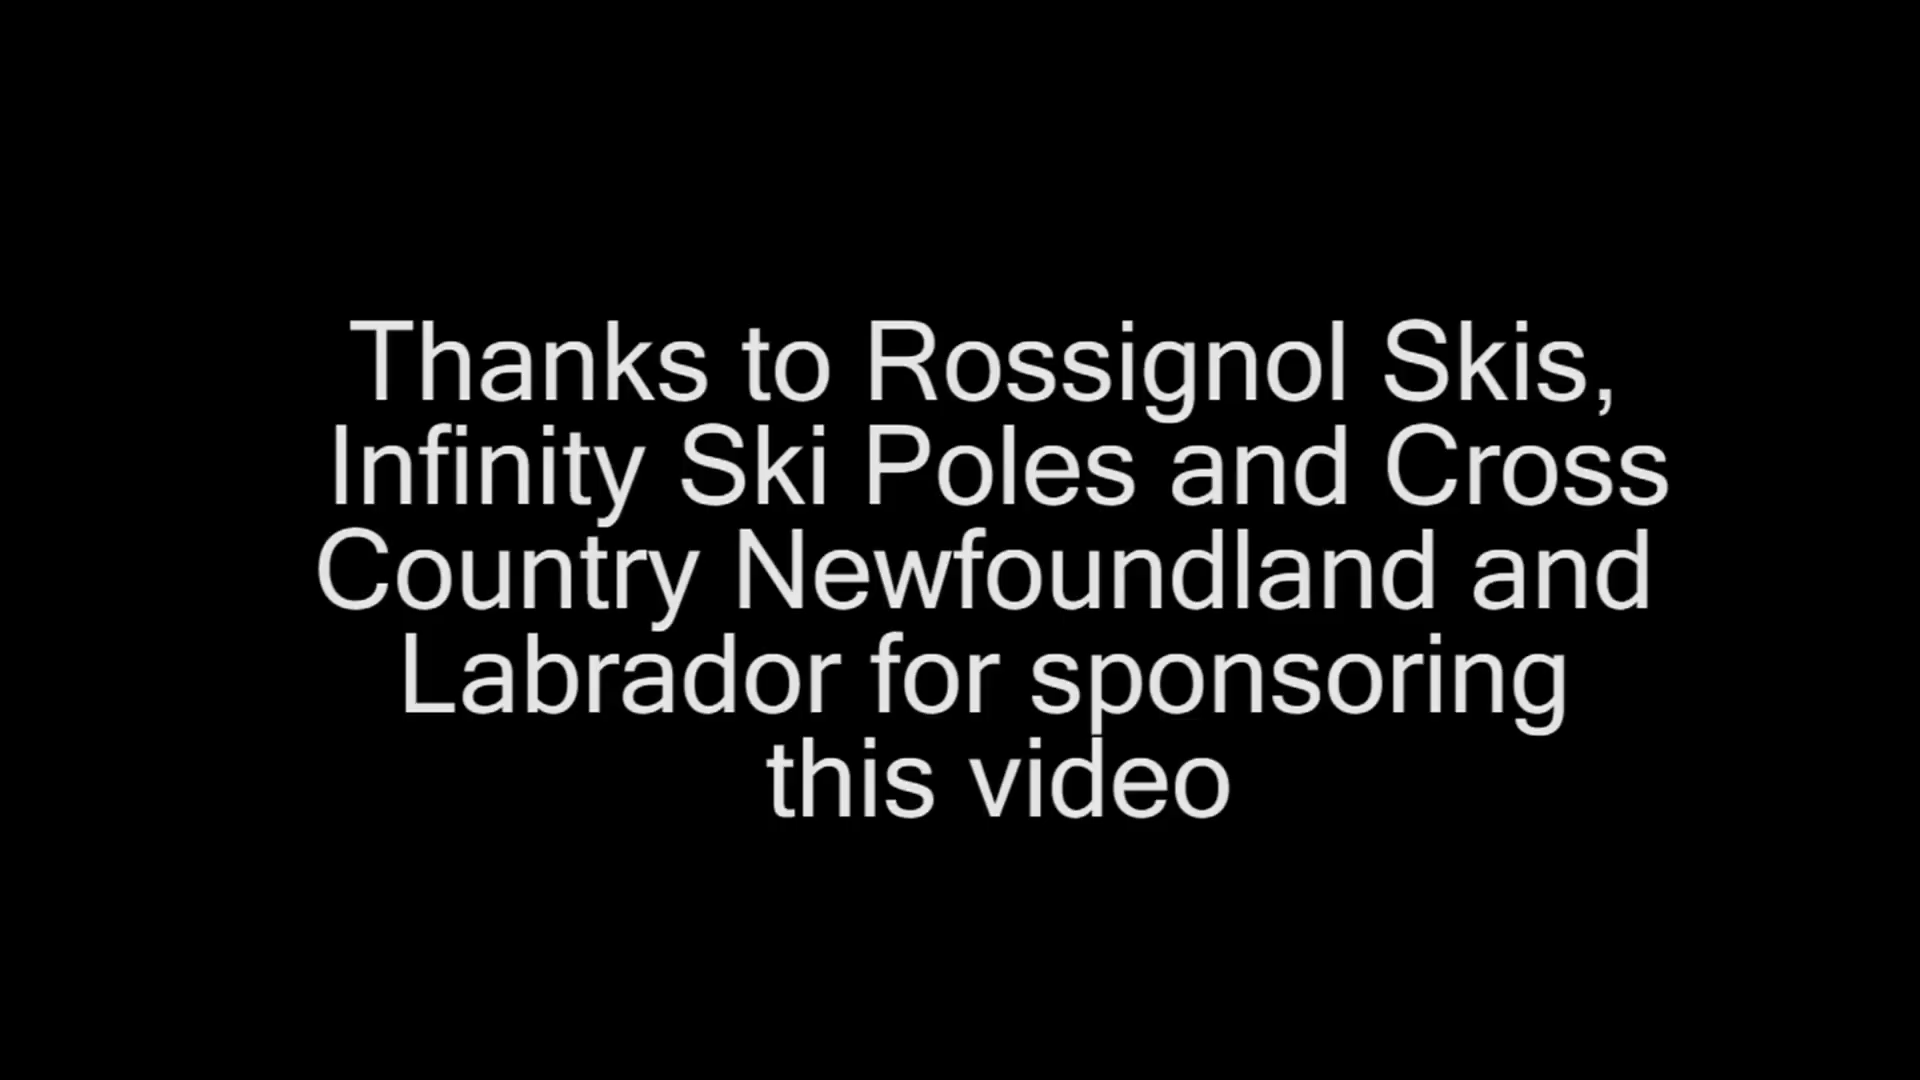 Thanks to Rossignol Skis,
Infinity Ski Poles and Cross
Country Newfoundland and
Labrador for sponsoring
this video